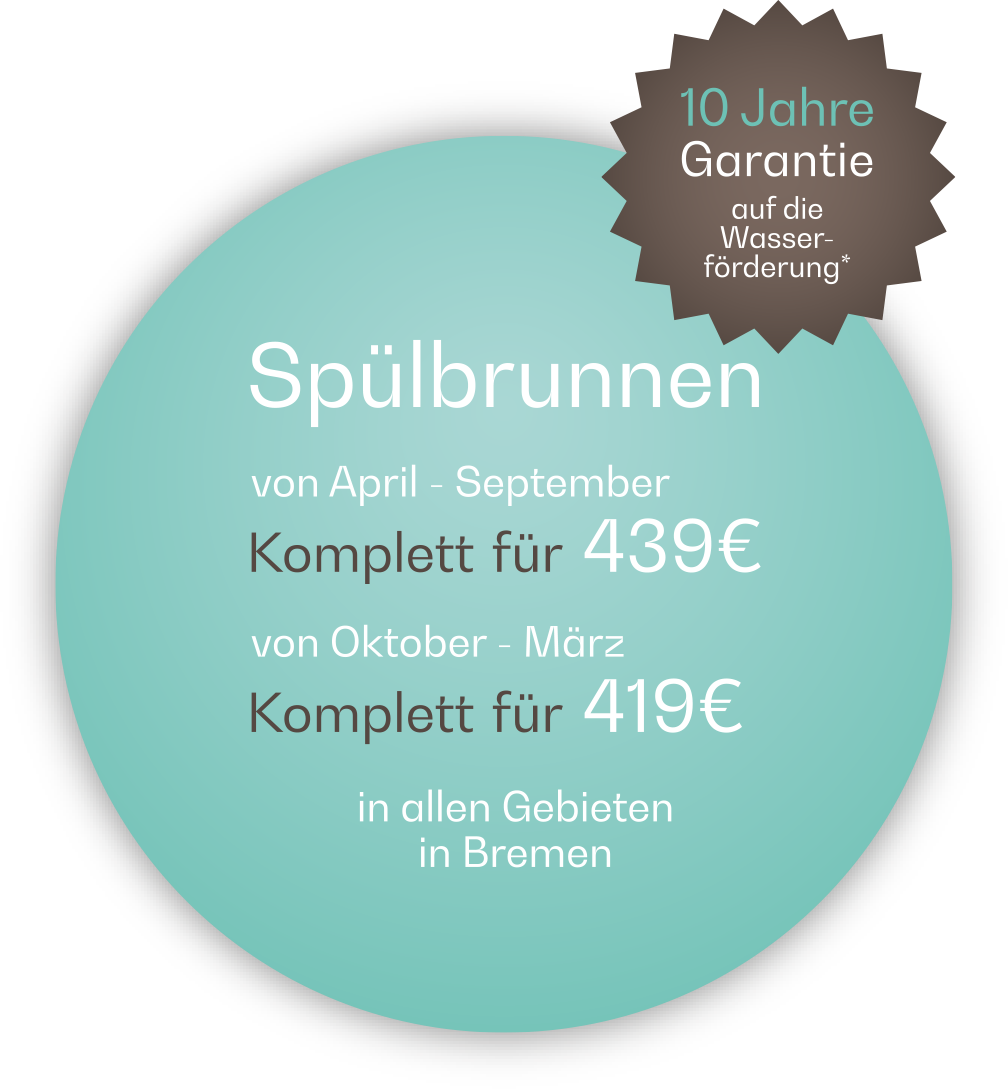 10 Jahre
Garantie
auf die
Wasser-
förderung*
Spülbrunnen
von April - September
Komplett für 439€
von Oktober - März
Komplett für 419€
in allen Gebieten
in Bremen